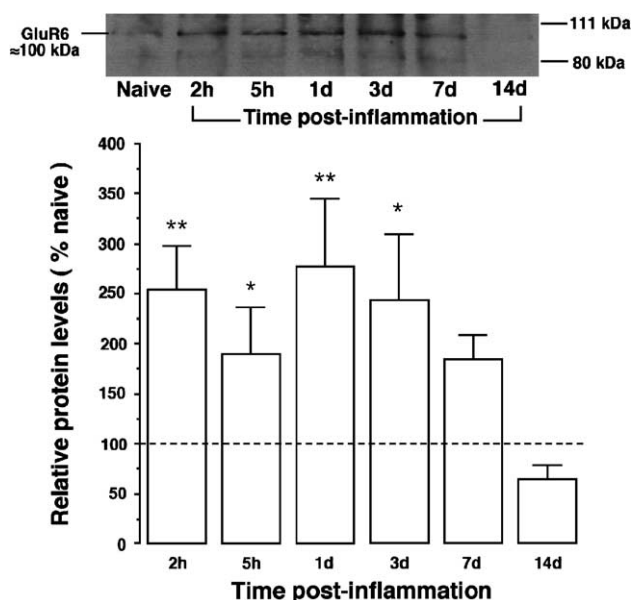 GluR6
≈100 kDa
111 kDa
80 kDa
Naive 2h 5h 1d 3d 7d 14d
Time post-inflammation
Relative protein levels ( % naive )
400
350
300
250
200
150
100
50
0
**
*
**
*
2h 5h 1d 3d 7d 14d
Time post-inflammation